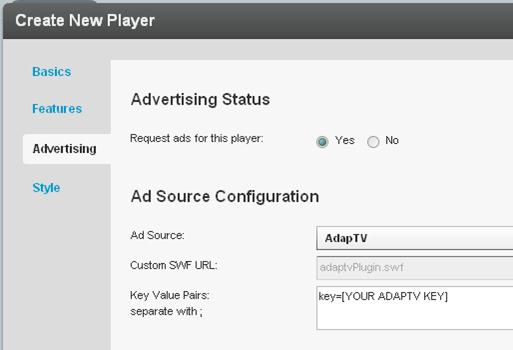 Create New Player
Basics
Features
Advertising
Style
Advertising Status
Request ads for this player: Yes No
Ad Source Configuration
Ad Source: AdapTV
Custom SWF URL: adaptvPlugin.swf
Key Value Pairs: key=[YOUR ADAPTV KEY]
separate with ;